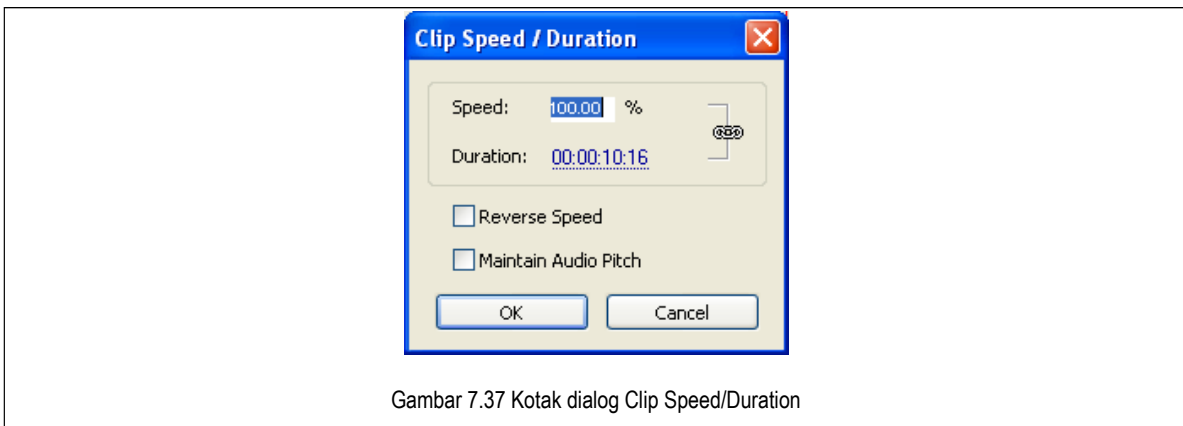 Clip Speed / Duration
Speed: 100.00 %
Duration: 00:00:10:16
Reverse Speed
Maintain Audio Pitch
OK Cancel
Gambar 7.37 Kotak dialog Clip Speed/Duration